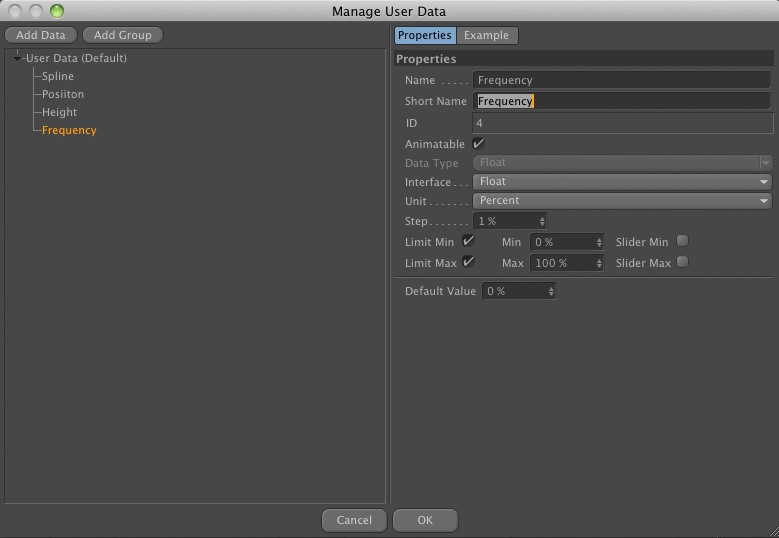 Manage User Data
Add Data Add Group
User Data (Default)
Spline
Posiiton
Height
Frequency
Properties Example
Properties
Name ..... Frequency
Short Name Frequency
ID 4
Animatable
Data Type Float
Interface... Float
Unit....... Percent
Step....... 1 %
Limit Min Min 0 % Slider Min
Limit Max Max 100 % Slider Max
Default Value 0 %
Cancel OK